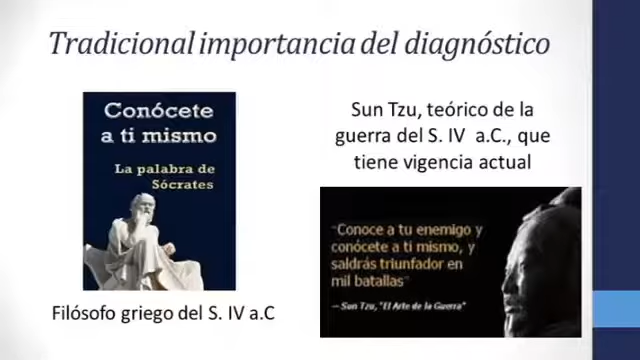 Tradicional importancia del diagnóstico
Conócete
a ti mismo
La palabra de
Sócrates
Filósofo griego del S. IV a.C
Sun Tzu, teórico de la
guerra del S. IV a.C., que
tiene vigencia actual
"Conoce a tu enemigo y
conócete a ti mismo, y
saldrás triunfador en
mil batallas"
— Sun Tzu, "El Arte de la Guerra"